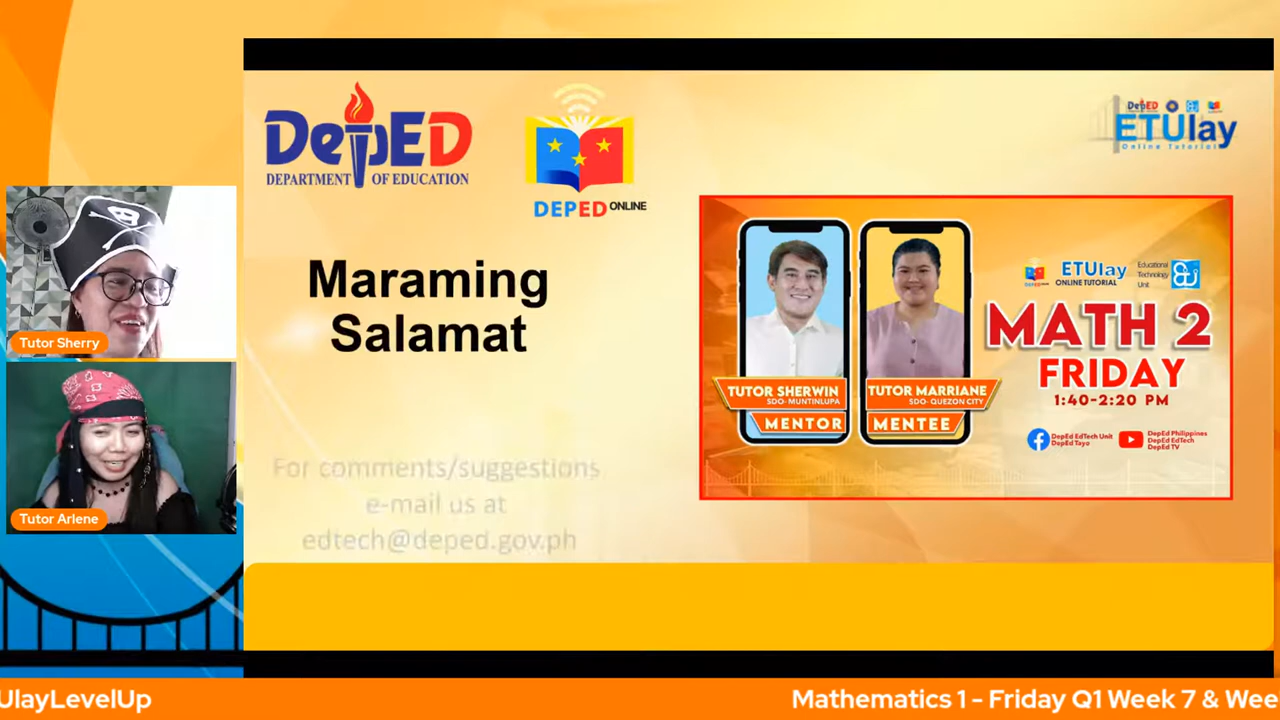 DepED
DEPARTMENT OF EDUCATION
DEPED ONLINE
DepED
ETUlay
Online Tutorial
Maraming
Salamat
For comments/suggestions
e-mail us at
edtech@deped.gov.ph
Tutor Sherry
Tutor Arlene
ETUlay
ONLINE TUTORIAL
Educational
Technology
Unit
MATH 2
FRIDAY
1:40-2:20 PM
TUTOR SHERWIN
SDO- MUNTINLUPA
MENTOR
TUTOR MARRIANE
SDO- QUEZON CITY
MENTEE
DepEd EdTech Unit
DepEd Tayo
DepEd Philippines
DepEd EdTech
DepEd TV
UlayLevelUp
Mathematics 1 - Friday Q1 Week 7 & Wee